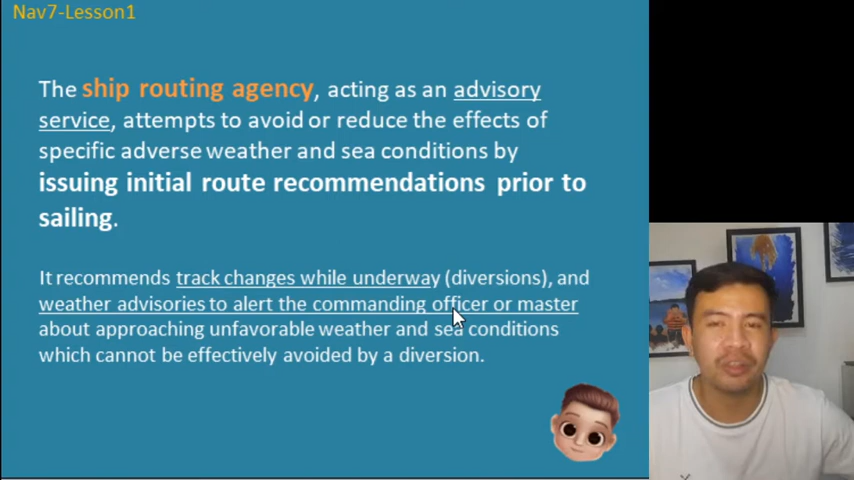 Nav7-Lesson1
The ship routing agency, acting as an advisory
service, attempts to avoid or reduce the effects of
specific adverse weather and sea conditions by
issuing initial route recommendations prior to
sailing.
It recommends track changes while underway (diversions), and
weather advisories to alert the commanding officer or master
about approaching unfavorable weather and sea conditions
which cannot be effectively avoided by a diversion.